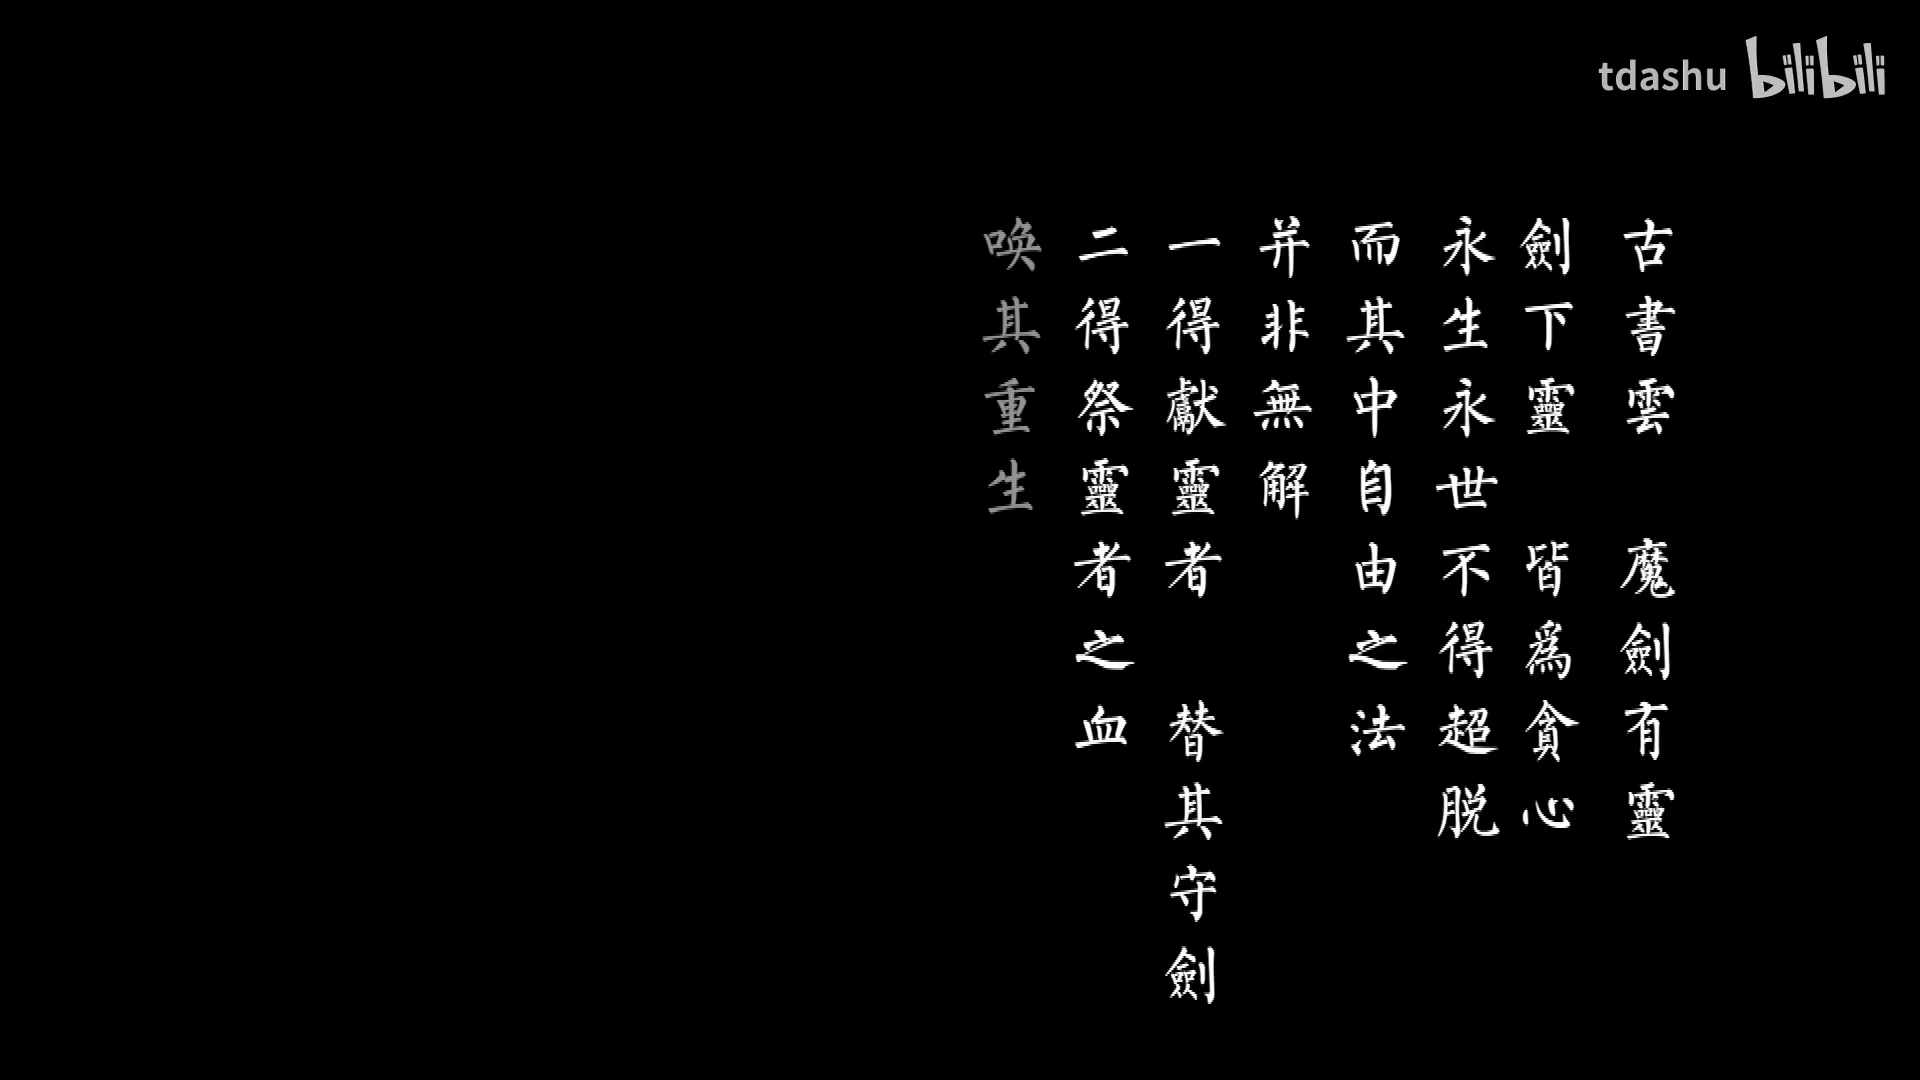 tdashu bilibili
古書雲 魔劍有靈
劍下靈 皆爲貪心
永生永世不得超脱
而其中自由之法
并非無解
一得獻靈者 替其守劍
二得祭靈者之血
唤其重生